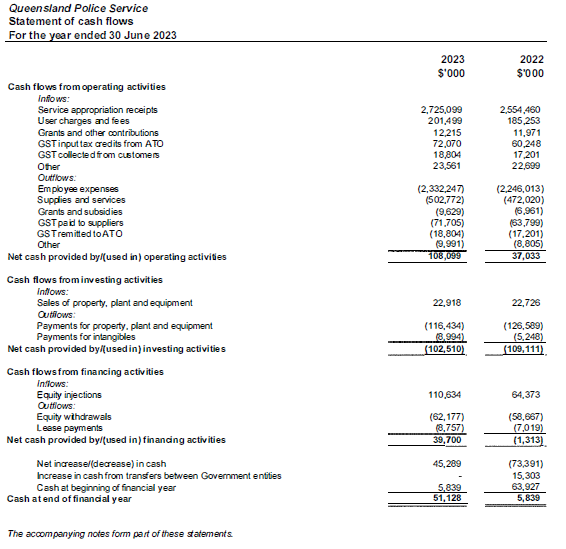 Queensland Police Service
Statement of cash flows
For the year ended 30 June 2023
2023 2022
$'000 $'000
Cash flows from operating activities
Inflows:
Service appropriation receipts 2,725,099 2,554,460
User charges and fees 201,499 185,253
Grants and other contributions 12,215 11,971
GST input tax credits from ATO 72,070 60,248
GST collected from customers 18,804 17,201
Other 23,561 22,699
Outflows:
Employee expenses (2,332,247) (2,246,013)
Supplies and services (502,772) (472,020)
Grants and subsidies (9,629) (6,961)
GST paid to suppliers (71,705) (63,799)
GST remitted to ATO (18,804) (17,201)
Other (9,991) (8,805)
Net cash provided by/(used in) operating activities 108,099 37,033
Cash flows from investing activities
Inflows:
Sales of property, plant and equipment 22,918 22,726
Outflows:
Payments for property, plant and equipment (116,434) (126,589)
Payments for intangibles (8,994) (5,248)
Net cash provided by/(used in) investing activities (102,510) (109,111)
Cash flows from financing activities
Inflows:
Equity injections 110,634 64,373
Outflows:
Equity withdrawals (62,177) (58,667)
Lease payments (8,757) (7,019)
Net cash provided by/(used in) financing activities 39,700 (1,313)
Net increase/(decrease) in cash 45,289 (73,391)
Increase in cash from transfers between Government entities - 15,303
Cash at beginning of financial year 5,839 63,927
Cash at end of financial year 51,128 5,839
The accompanying notes form part of these statements.